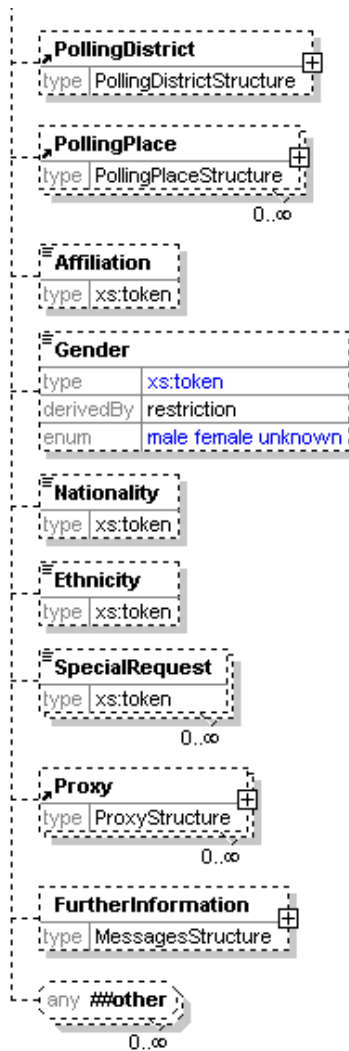 PollingDistrict
type PollingDistrictStructure
PollingPlace
type PollingPlaceStructure
0..∞
Affiliation
type xs:token
Gender
type xs:token
derivedBy restriction
enum male female unknown
Nationality
type xs:token
Ethnicity
type xs:token
SpecialRequest
type xs:token
0..∞
Proxy
type ProxyStructure
0..∞
FurtherInformation
type MessagesStructure
any ##other
0..∞